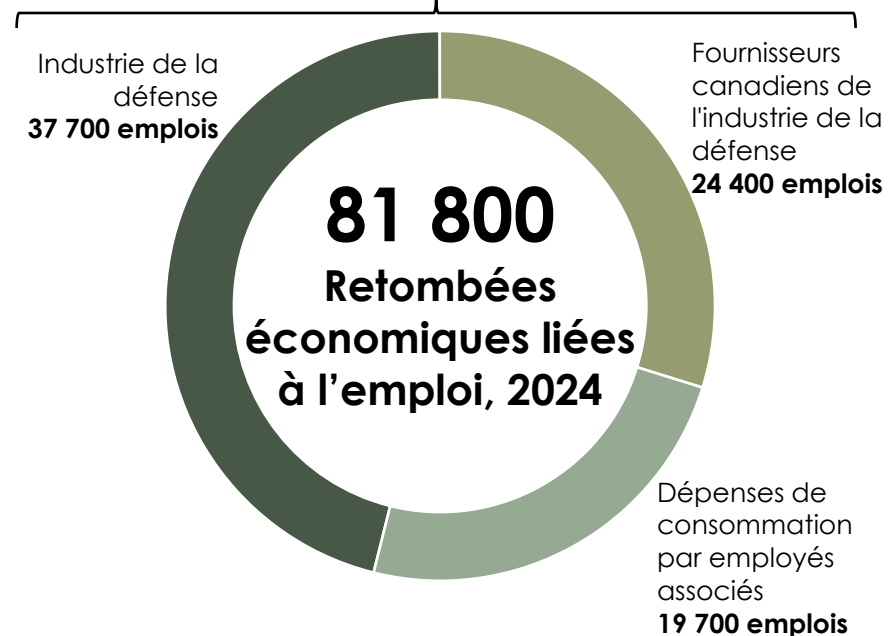 Industrie de la
défense
37 700 emplois
Fournisseurs
canadiens de
l'industrie de la
défense
24 400 emplois
81 800
Retombées
économiques liées
à l’emploi, 2024
Dépenses de
consommation
par employés
associés
19 700 emplois